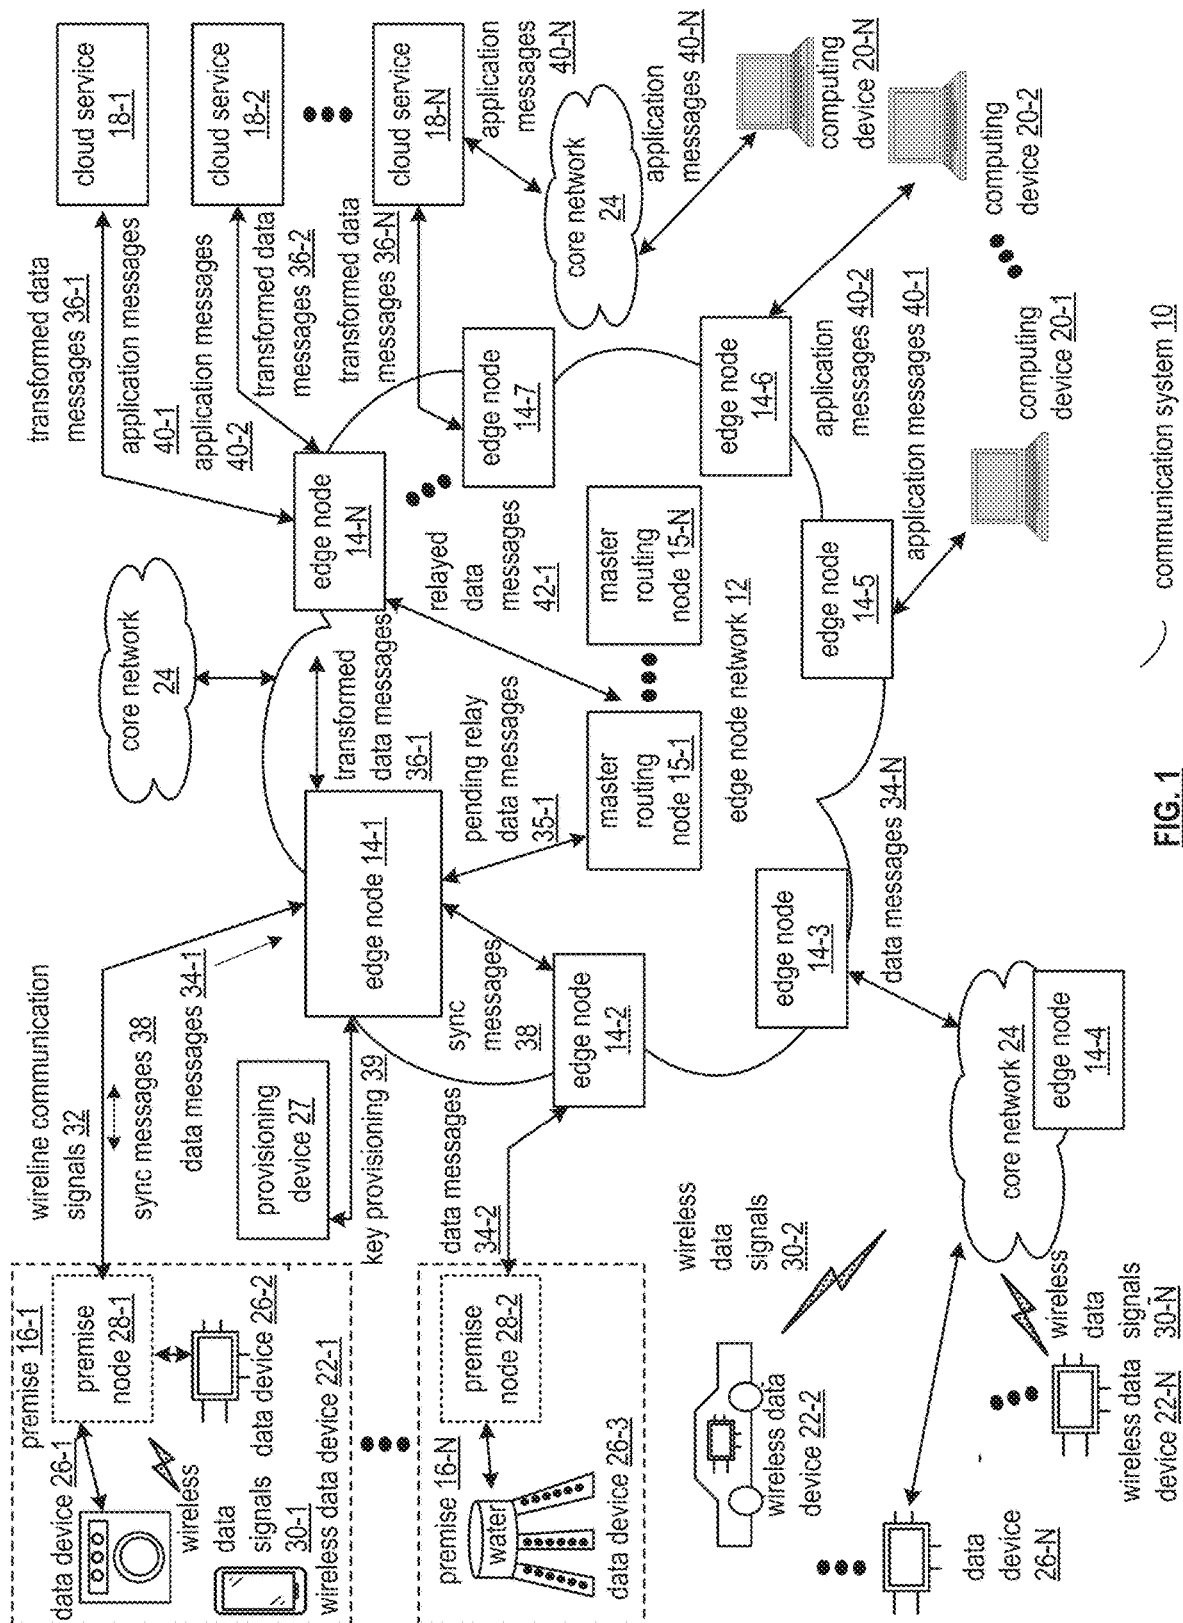 premise 16-1
data device 26-1
premise
node 28-1
wireless
data
signals
30-1
data device 26-2
wireless data device 22-1
wireline communication
signals 32
sync messages 38
data messages 34-1
provisioning
device 27
key provisioning 39
premise 16-N
water
premise
node 28-2
data device 26-3
data messages
34-2
edge node 14-1
sync
messages
38
edge node
14-2
core network
24
transformed
data messages
36-1
pending relay
data messages
35-1
relayed
data
messages
42-1
master
routing
node 15-1
master
routing
node 15-N
edge node network 12
edge node
14-N
transformed data
messages 36-1
application messages
40-1
cloud service
18-1
application messages
40-2
transformed data
messages 36-2
cloud service
18-2
transformed data
messages 36-N
cloud service
18-N
application
messages
40-N
edge node
14-7
core network
24
application
messages 40-N
computing
device 20-N
edge node
14-6
application
messages 40-2
computing
device 20-2
edge node
14-5
application messages 40-1
computing
device 20-1
edge node
14-3
data messages 34-N
core network 24
edge node
14-4
wireless
data
signals
30-2
wireless data
device 22-2
wireless
data
signals
30-N
wireless data
device 22-N
data
device
26-N
communication system 10
FIG. 1